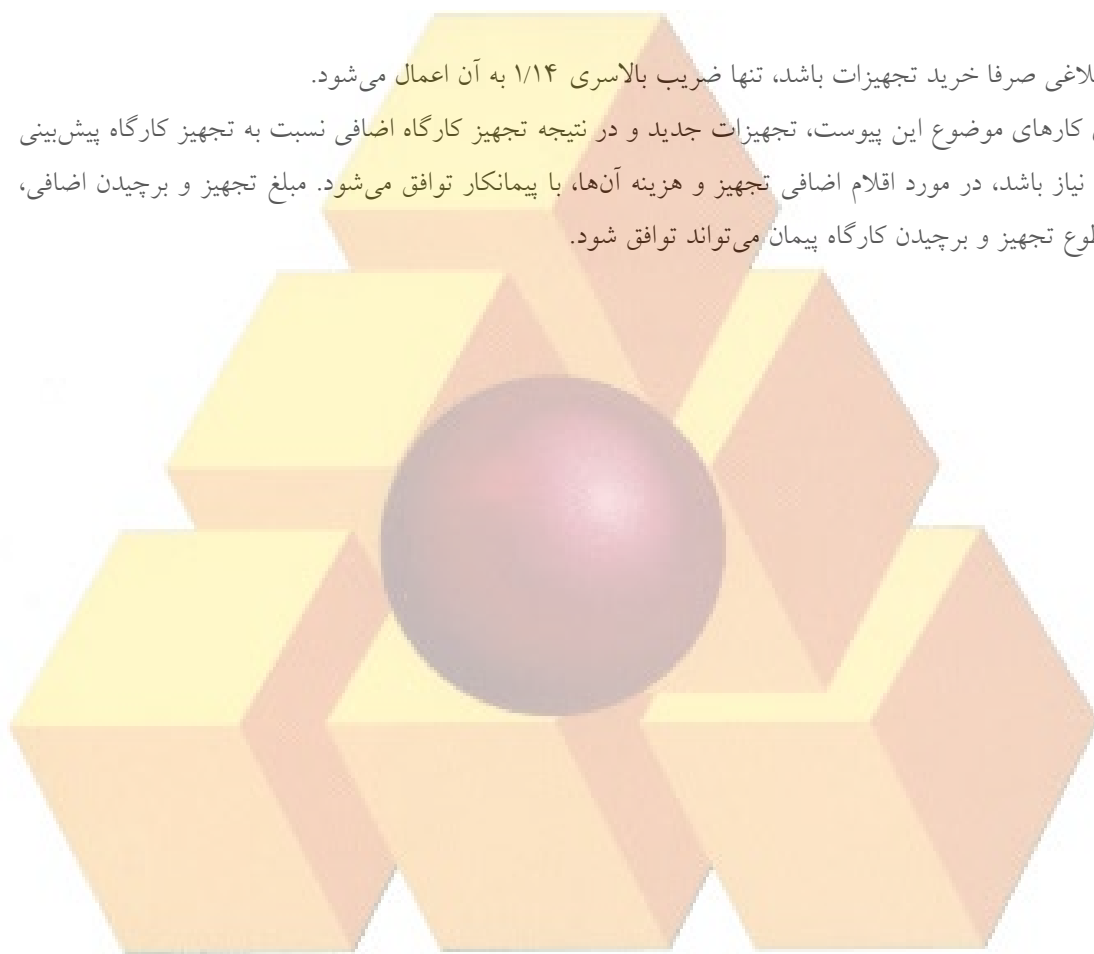 لاغی صرفا خرید تجهیزات باشد، تنها ضریب بالاسری ۱/۱۴ به آن اعمال می‌شود.
کارهای موضوع این پیوست، تجهیزات جدید و در نتیجه تجهیز کارگاه اضافی نسبت به تجهیز کارگاه پیش‌بینی
نیاز باشد، در مورد اقلام اضافی تجهیز و هزینه آن‌ها، با پیمانکار توافق می‌شود. مبلغ تجهیز و برچیدن اضافی،
طوع تجهیز و برچیدن کارگاه پیمان می‌تواند توافق شود.